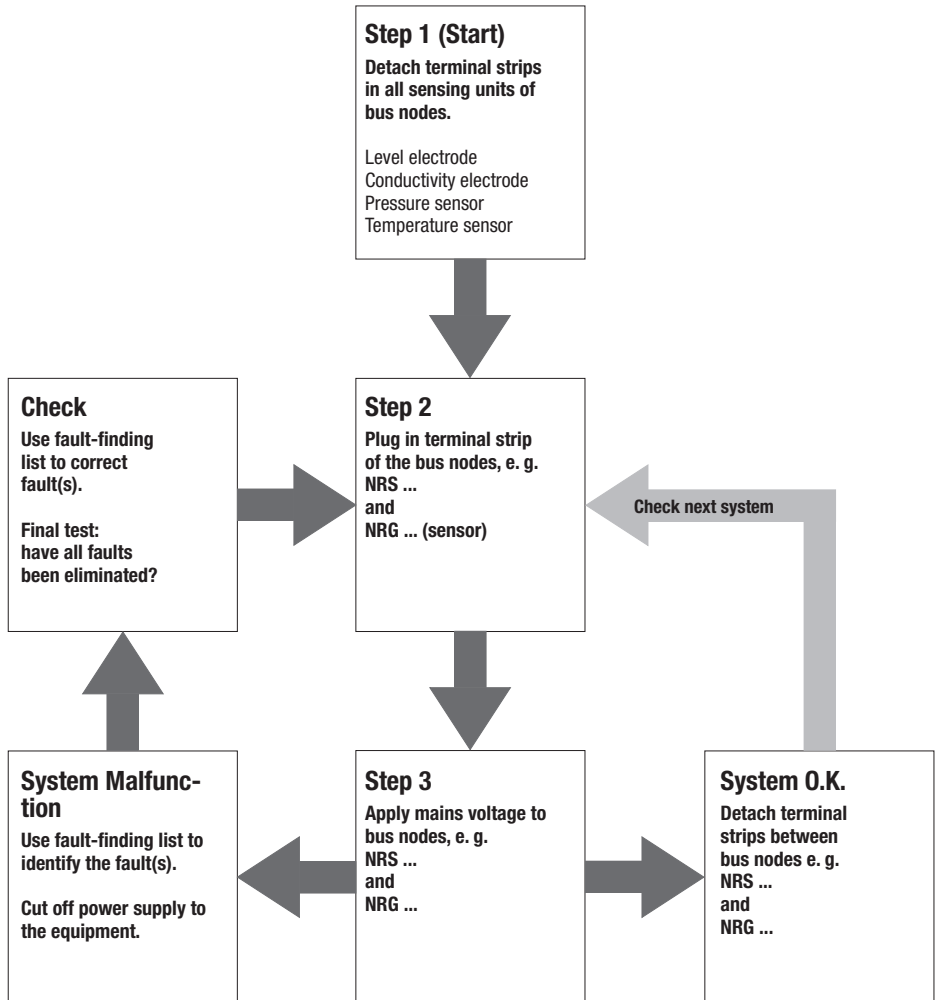 Step 1 (Start)
Detach terminal strips
in all sensing units of
bus nodes.
Level electrode
Conductivity electrode
Pressure sensor
Temperature sensor
Check
Use fault-finding
list to correct
fault(s).
Final test:
have all faults
been eliminated?
Step 2
Plug in terminal strip
of the bus nodes, e. g.
NRS ...
and
NRG ... (sensor)
Check next system
System Malfunc-
tion
Use fault-finding list to
identify the fault(s).
Cut off power supply to
the equipment.
Step 3
Apply mains voltage to
bus nodes, e. g.
NRS ...
and
NRG ...
System O.K.
Detach terminal
strips between
bus nodes e. g.
NRS ...
and
NRG ...